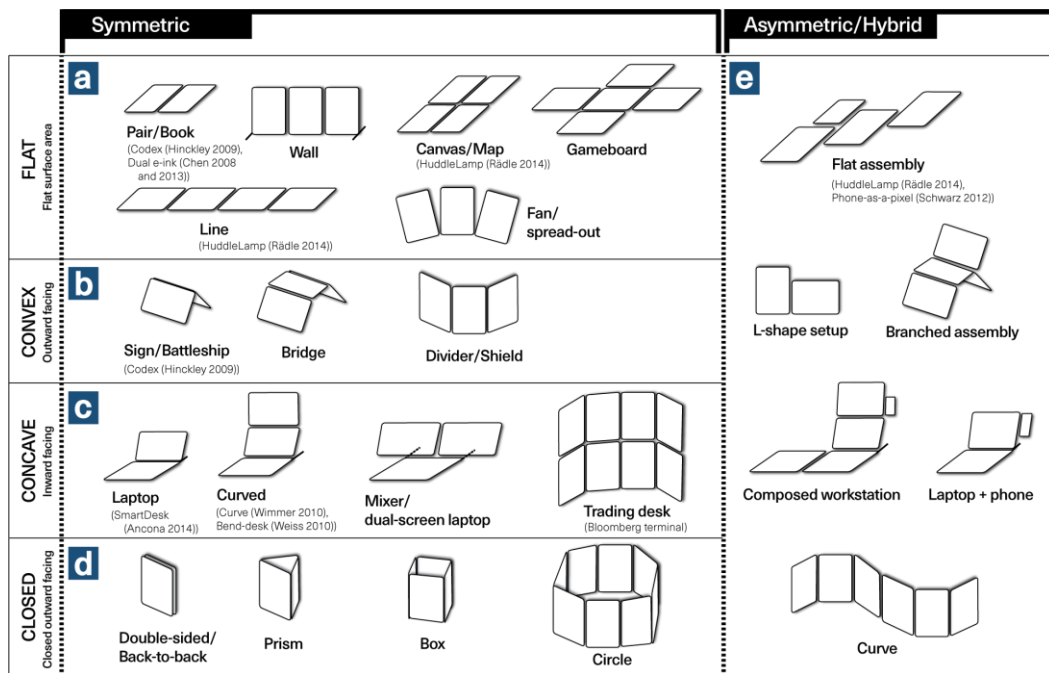 Symmetric
Asymmetric/Hybrid
FLAT
Flat surface area
a
Pair/Book
(Codex (Hinckley 2009),
Dual e-ink (Chen 2008
and 2013))
Wall
Canvas/Map
(HuddleLamp (Rädle 2014))
Gameboard
Line
(HuddleLamp (Rädle 2014))
Fan/
spread-out
CONVEX
Outward facing
b
Sign/Battleship
(Codex (Hinckley 2009))
Bridge
Divider/Shield
CONCAVE
Inward facing
c
Laptop
(SmartDesk
(Ancona 2014))
Curved
(Curve (Wimmer 2010),
Bend-desk (Weiss 2010))
Mixer/
dual-screen laptop
Trading desk
(Bloomberg terminal)
CLOSED
Closed outward facing
d
Double-sided/
Back-to-back
Prism
Box
Circle
e
Flat assembly
(HuddleLamp (Rädle 2014),
Phone-as-a-pixel (Schwarz 2012))
L-shape setup
Branched assembly
Composed workstation
Laptop + phone
Curve